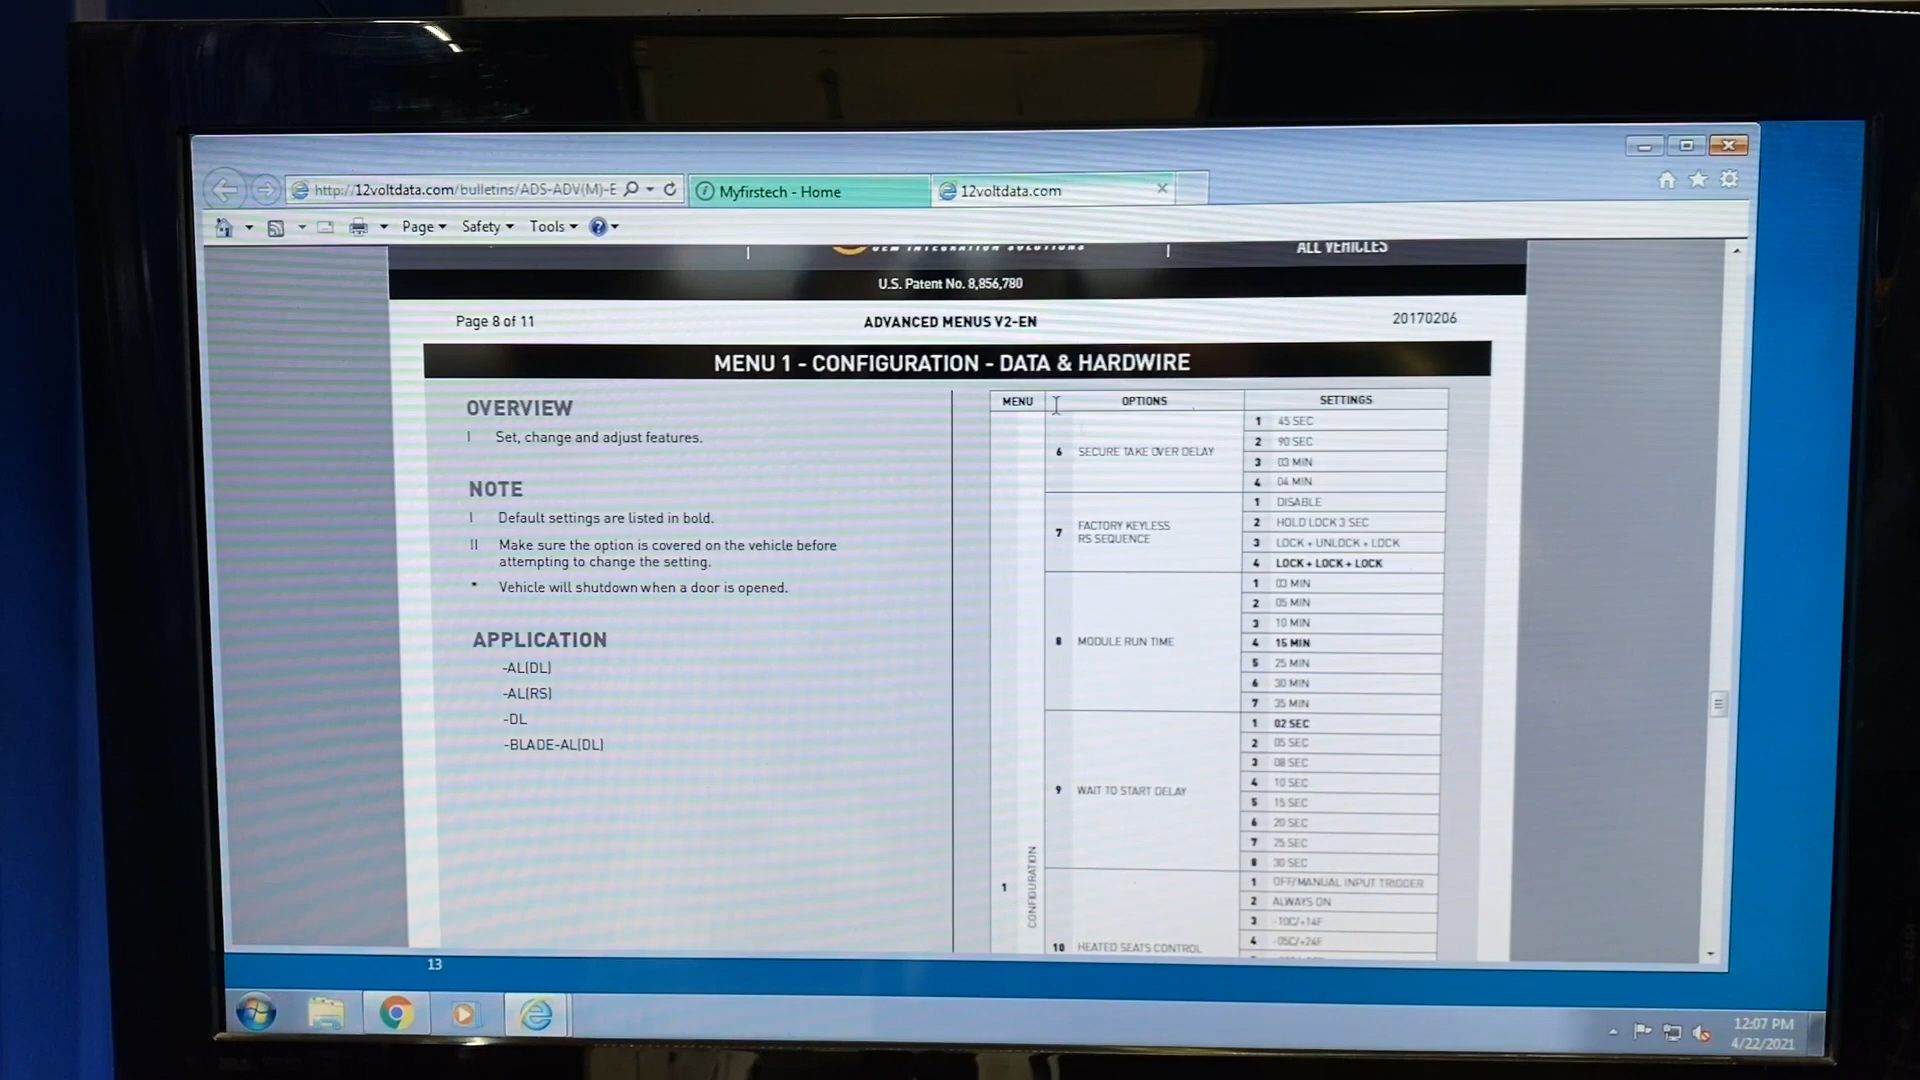 http://12voltdata.com/bulletins/ADS-ADV(M)-E
Myfirstech - Home
12voltdata.com
Page
Safety
Tools
OEM INTEGRATION SOLUTIONS
ALL VEHICLES
U.S. Patent No. 8,856,780
Page 8 of 11
ADVANCED MENUS V2-EN
20170206
MENU 1 - CONFIGURATION - DATA & HARDWIRE
OVERVIEW
I Set, change and adjust features.
NOTE
I Default settings are listed in bold.
II Make sure the option is covered on the vehicle before
attempting to change the setting.
* Vehicle will shutdown when a door is opened.
APPLICATION
-AL(DL)
-AL(RS)
-DL
-BLADE-AL(DL)
MENU OPTIONS SETTINGS
1 CONFIGURATION
6 SECURE TAKE OVER DELAY
1 45 SEC
2 90 SEC
3 03 MIN
4 04 MIN
7 FACTORY KEYLESS
RS SEQUENCE
1 DISABLE
2 HOLD LOCK 3 SEC
3 LOCK + UNLOCK + LOCK
4 LOCK + LOCK + LOCK
8 MODULE RUN TIME
1 03 MIN
2 05 MIN
3 10 MIN
4 15 MIN
5 25 MIN
6 30 MIN
7 35 MIN
9 WAIT TO START DELAY
1 02 SEC
2 05 SEC
3 08 SEC
4 10 SEC
5 15 SEC
6 20 SEC
7 25 SEC
8 30 SEC
10 HEATED SEATS CONTROL
1 OFF/MANUAL INPUT TRIGGER
2 ALWAYS ON
3 -10C/+14F
4 -05C/+24F
13
12:07 PM
4/22/2021